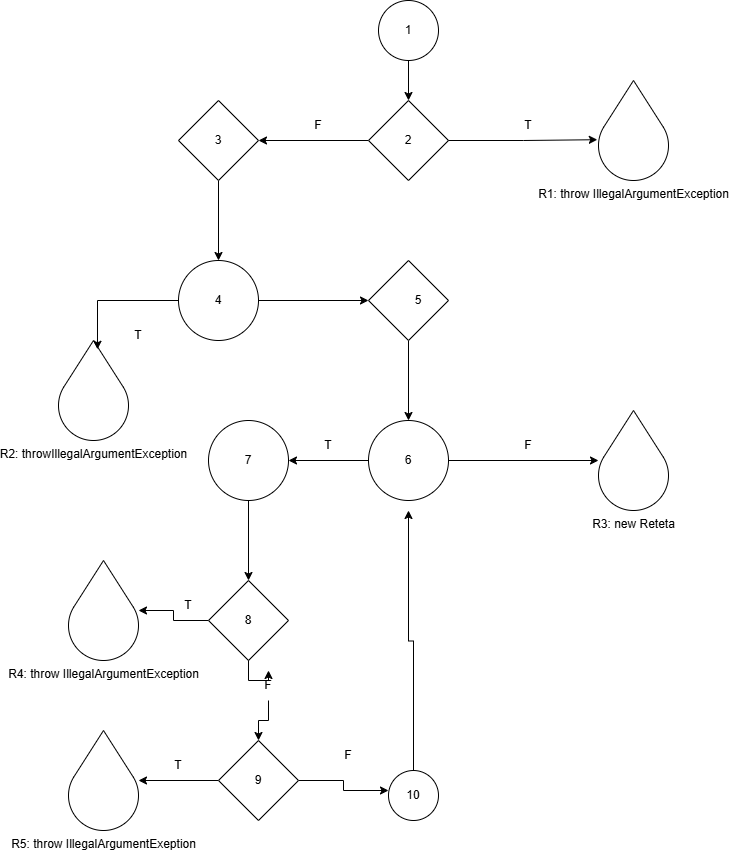 1
F
T
3
2
R1: throw IllegalArgumentException
4
5
T
R2: throwIllegalArgumentException
7
T
6
F
R3: new Reteta
T
8
R4: throw IllegalArgumentException
F
T
9
F
10
R5: throw IllegalArgumentExeption